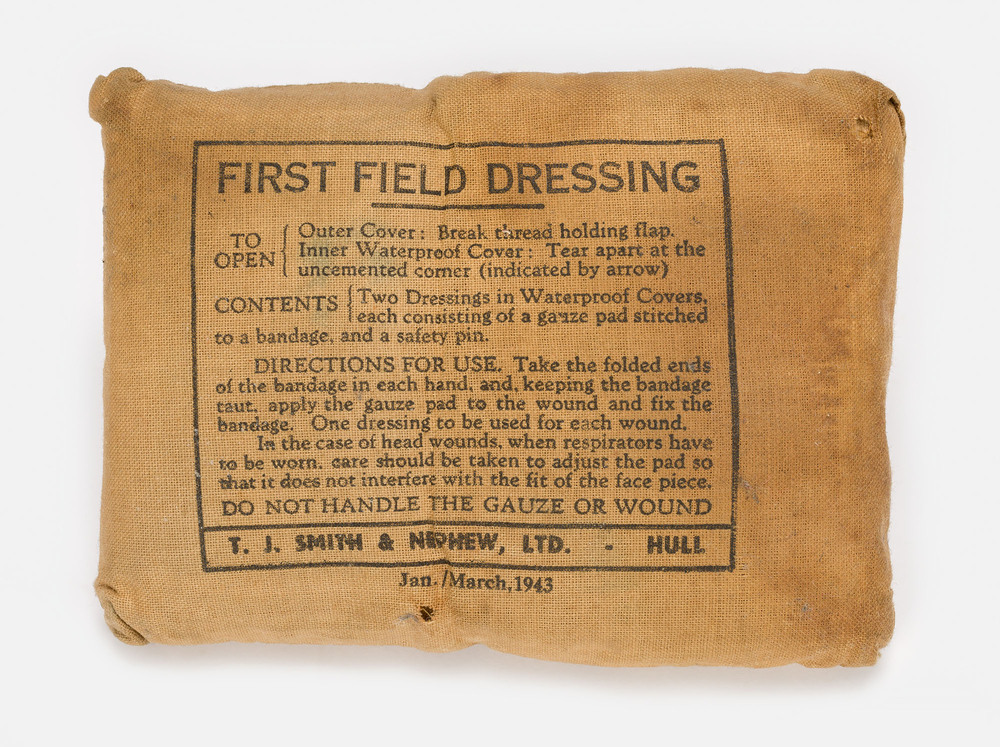 FIRST FIELD DRESSING
TO OPEN { Outer Cover: Break thread holding flap.
Inner Waterproof Cover: Tear apart at the
uncemented corner (indicated by arrow)
CONTENTS { Two Dressings in Waterproof Covers,
each consisting of a gauze pad stitched
to a bandage, and a safety pin.
DIRECTIONS FOR USE. Take the folded ends
of the bandage in each hand, and, keeping the bandage
taut, apply the gauze pad to the wound and fix the
bandage. One dressing to be used for each wound.
In the case of head wounds, when respirators have
to be worn, care should be taken to adjust the pad so
that it does not interfere with the fit of the face piece.
DO NOT HANDLE THE GAUZE OR WOUND
T. J. SMITH & NEPHEW, LTD. - HULL
Jan./March, 1943